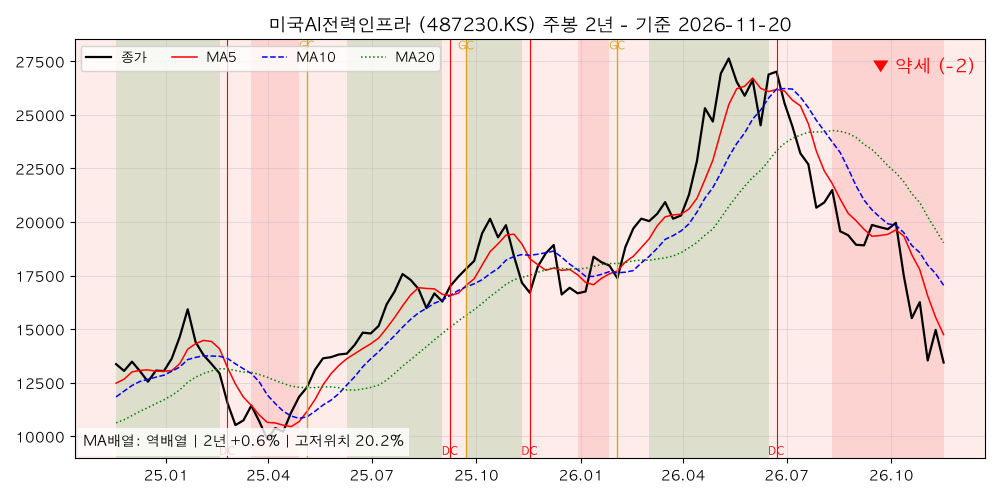 미국AI전력인프라 (487230.KS) 주봉 2년 - 기준 2026-11-20
종가 MA5 MA10 MA20
GC GC GC
▼ 약세 (-2)
27500
25000
22500
20000
17500
15000
12500
10000
MA배열: 역배열 | 2년 +0.6% | 고저위치 20.2%
DC DC DC DC
25.01 25.04 25.07 25.10 26.01 26.04 26.07 26.10